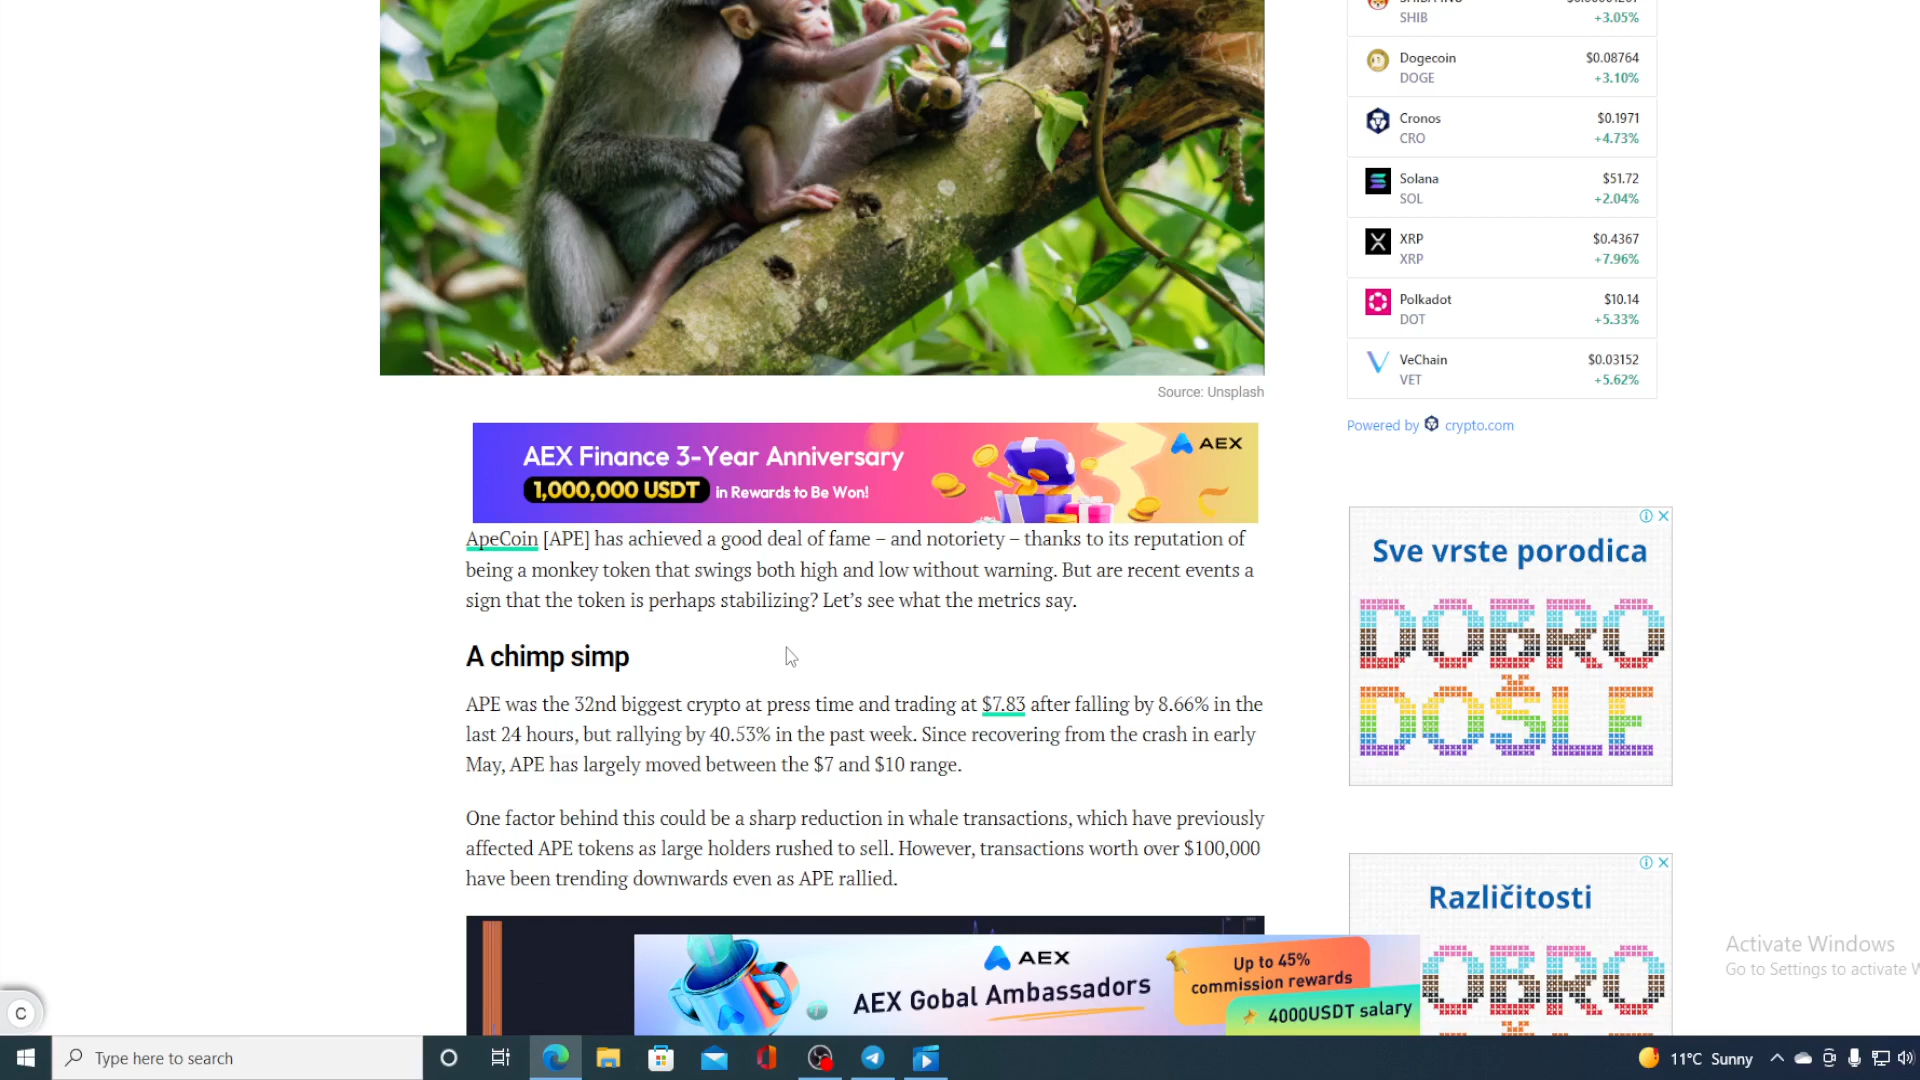 SHIB
+3.05%
Dogecoin
$0.08764
DOGE
+3.10%
Cronos
$0.1971
CRO
+4.73%
Solana
$51.72
SOL
+2.04%
XRP
$0.4367
XRP
+7.96%
Polkadot
$10.14
DOT
+5.33%
VeChain
$0.03152
VET
+5.62%
Powered by crypto.com
Source: Unsplash
AEX Finance 3-Year Anniversary
1,000,000 USDT in Rewards to Be Won!
AEX
ApeCoin [APE] has achieved a good deal of fame – and notoriety – thanks to its reputation of
being a monkey token that swings both high and low without warning. But are recent events a
sign that the token is perhaps stabilizing? Let’s see what the metrics say.
A chimp simp
APE was the 32nd biggest crypto at press time and trading at $7.83 after falling by 8.66% in the
last 24 hours, but rallying by 40.53% in the past week. Since recovering from the crash in early
May, APE has largely moved between the $7 and $10 range.
One factor behind this could be a sharp reduction in whale transactions, which have previously
affected APE tokens as large holders rushed to sell. However, transactions worth over $100,000
have been trending downwards even as APE rallied.
Sve vrste porodica
DOBRO
DOŠLE
Različitosti
OBRO
AEX
AEX Gobal Ambassadors
Up to 45%
commission rewards
4000USDT salary
Activate Windows
Go to Settings to activate W
C
Type here to search
11°C Sunny